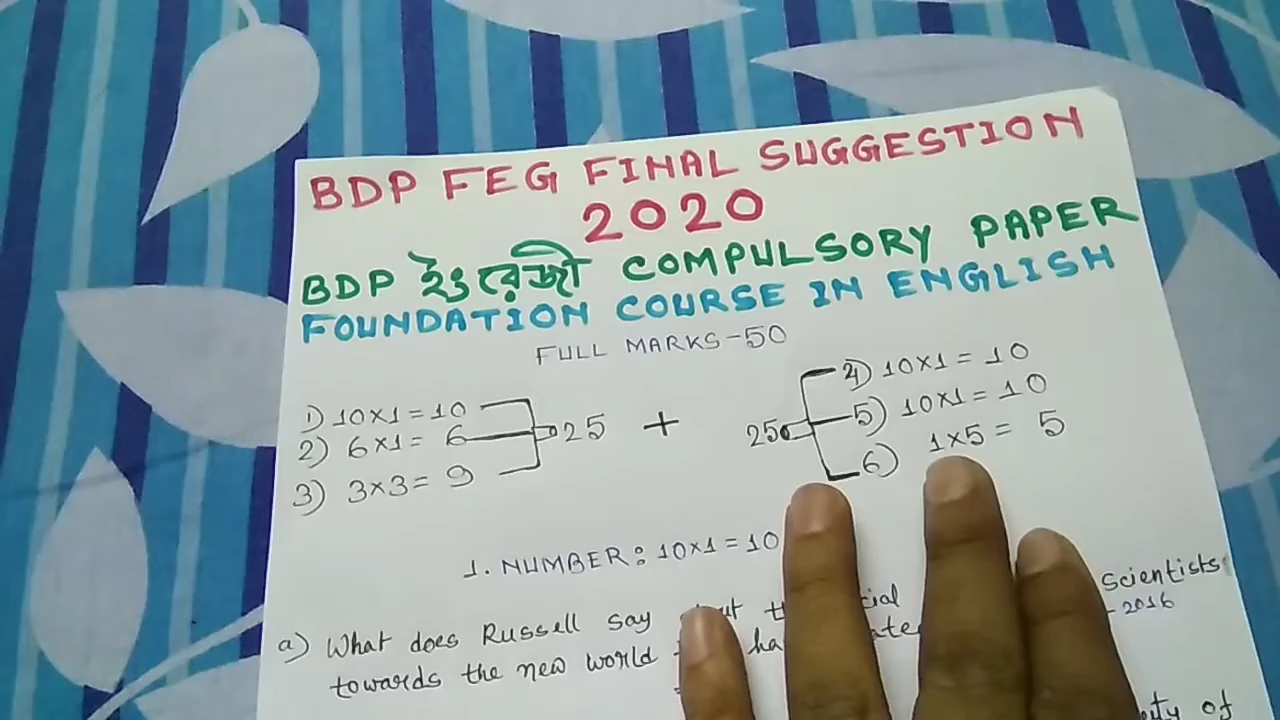 BDP FEG FINAL SUGGESTION
2020
BDP ইংরেজী COMPULSORY PAPER
FOUNDATION COURSE IN ENGLISH
FULL MARKS-50
1) 10×1=10
2) 6×1= 6
3) 3×3= 9
25 + 25
4) 10×1= 10
5) 10×1= 10
6) 1×5= 5
1. NUMBER: 10×1=10
a) What does Russell say scientists
towards the new world -2016
of